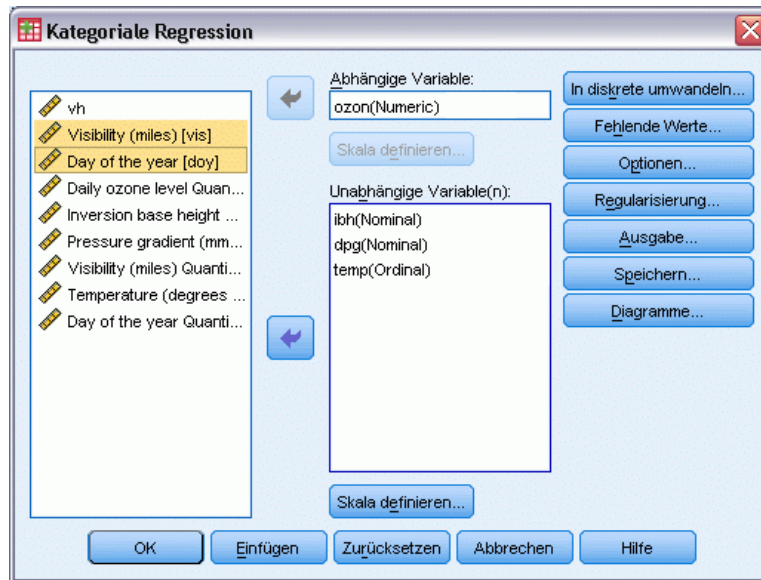 Kategoriale Regression
vh
Visibility (miles) [vis]
Day of the year [doy]
Daily ozone level Quan...
Inversion base height ...
Pressure gradient (mm...
Visibility (miles) Quanti...
Temperature (degrees ...
Day of the year Quanti...
Abhängige Variable:
ozon(Numeric)
Skala definieren...
Unabhängige Variable(n):
ibh(Nominal)
dpg(Nominal)
temp(Ordinal)
Skala definieren...
In diskrete umwandeln...
Fehlende Werte...
Optionen...
Regularisierung...
Ausgabe...
Speichern...
Diagramme...
OK
Einfügen
Zurücksetzen
Abbrechen
Hilfe